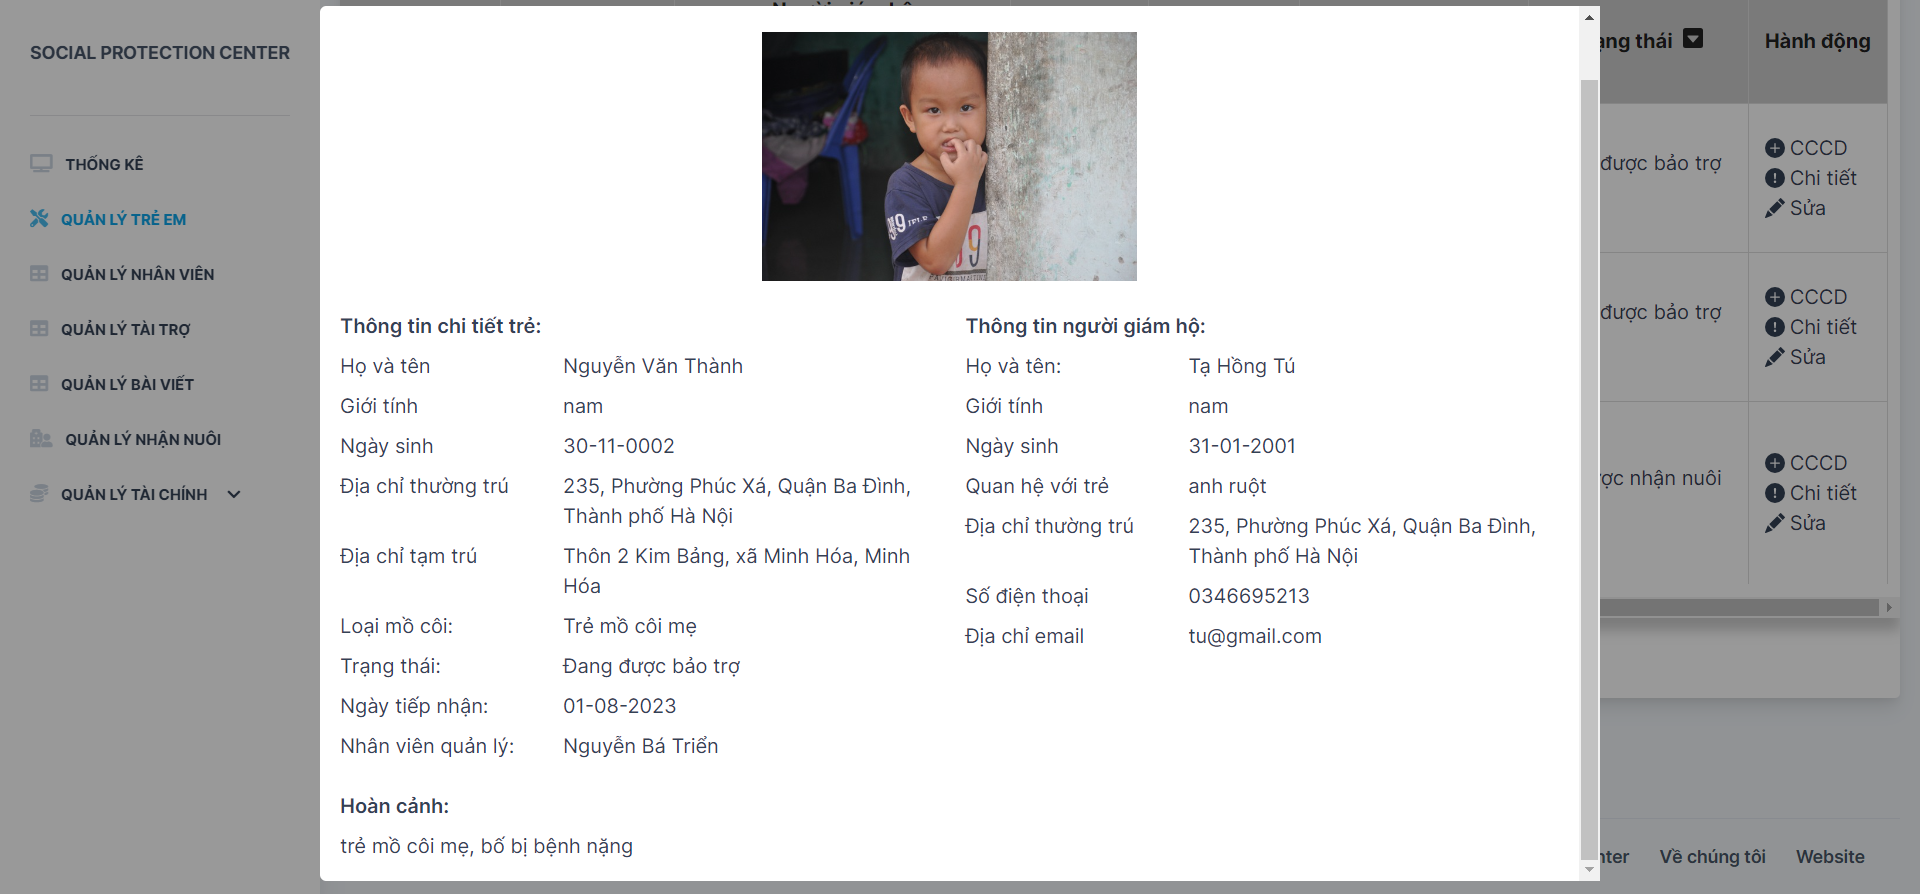 SOCIAL PROTECTION CENTER
THỐNG KÊ
QUẢN LÝ TRẺ EM
QUẢN LÝ NHÂN VIÊN
QUẢN LÝ TÀI TRỢ
QUẢN LÝ BÀI VIẾT
QUẢN LÝ NHẬN NUÔI
QUẢN LÝ TÀI CHÍNH
Thông tin chi tiết trẻ:
Họ và tên Nguyễn Văn Thành
Giới tính nam
Ngày sinh 30-11-0002
Địa chỉ thường trú 235, Phường Phúc Xá, Quận Ba Đình,
Thành phố Hà Nội
Địa chỉ tạm trú Thôn 2 Kim Bảng, xã Minh Hóa, Minh
Hóa
Loại mồ côi: Trẻ mồ côi mẹ
Trạng thái: Đang được bảo trợ
Ngày tiếp nhận: 01-08-2023
Nhân viên quản lý: Nguyễn Bá Triển
Hoàn cảnh:
trẻ mồ côi mẹ, bố bị bệnh nặng
Thông tin người giám hộ:
Họ và tên: Tạ Hồng Tú
Giới tính nam
Ngày sinh 31-01-2001
Quan hệ với trẻ anh ruột
Địa chỉ thường trú 235, Phường Phúc Xá, Quận Ba Đình,
Thành phố Hà Nội
Số điện thoại 0346695213
Địa chỉ email tu@gmail.com
thái Hành động
được bảo trợ
CCCD
Chi tiết
Sửa
được bảo trợ
CCCD
Chi tiết
Sửa
nhận nuôi
CCCD
Chi tiết
Sửa
Về chúng tôi Website